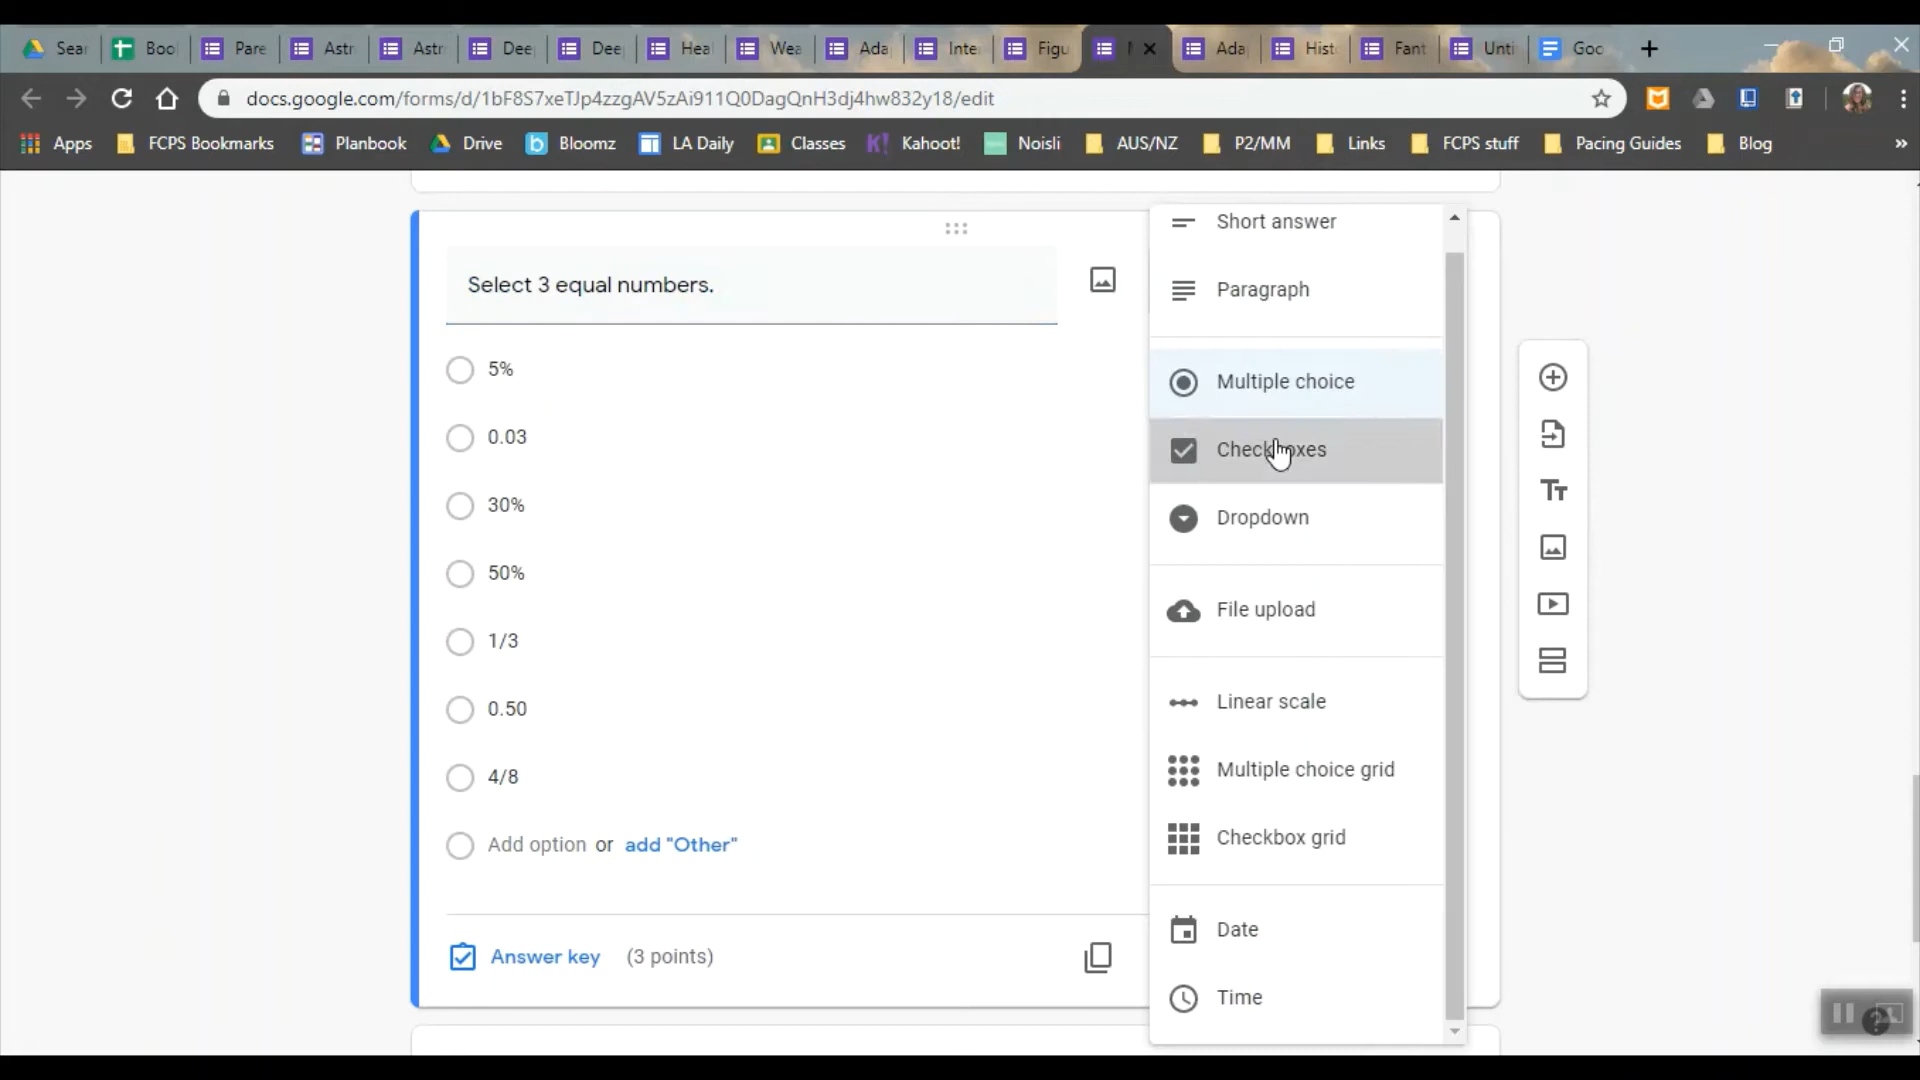 Sear
Boo
Pare
Astr
Astr
Dee
Dee
Heal
Wea
Ada
Inte
Figu
Ada
Hist
Fant
Unti
Goo
docs.google.com/forms/d/1bF8S7xeTJp4zzgAV5zAi911Q0DagQnH3dj4hw832y18/edit
Apps FCPS Bookmarks Planbook Drive Bloomz LA Daily Classes Kahoot! Noisli AUS/NZ P2/MM Links FCPS stuff Pacing Guides Blog »
Select 3 equal numbers.
5%
0.03
30%
50%
1/3
0.50
4/8
Add option or add "Other"
Answer key (3 points)
Short answer
Paragraph
Multiple choice
Checkboxes
Dropdown
File upload
Linear scale
Multiple choice grid
Checkbox grid
Date
Time
Tt